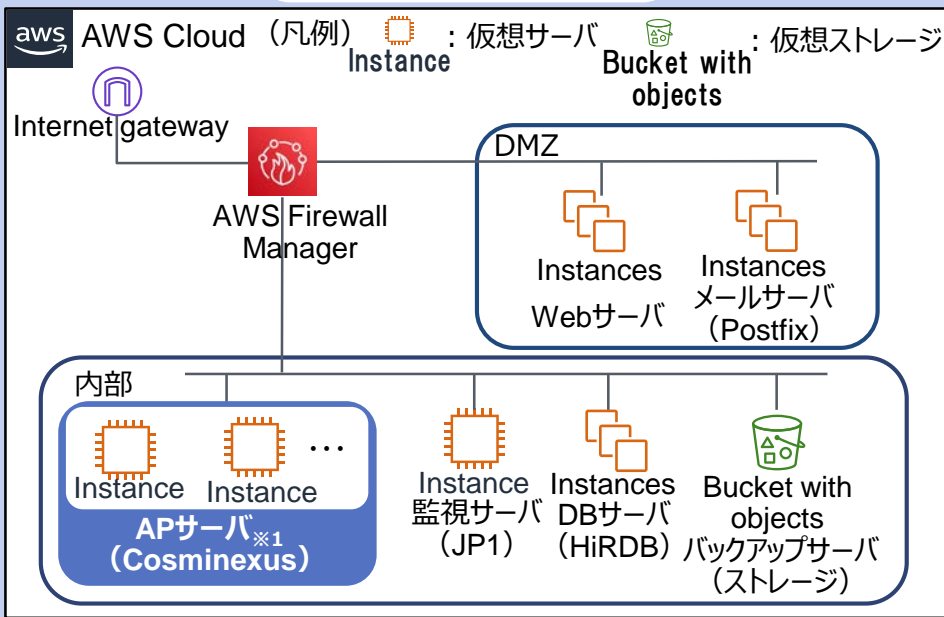 aws
AWS Cloud （凡例） ：仮想サーバ ：仮想ストレージ
Instance
Bucket with
objects
Internet gateway
AWS Firewall
Manager
DMZ
Instances
Webサーバ
Instances
メールサーバ
（Postfix）
内部
Instance
Instance
…
APサーバ※1
（Cosminexus）
Instance
監視サーバ
（JP1）
Instances
DBサーバ
（HiRDB）
Bucket with
objects
バックアップサーバ
（ストレージ）